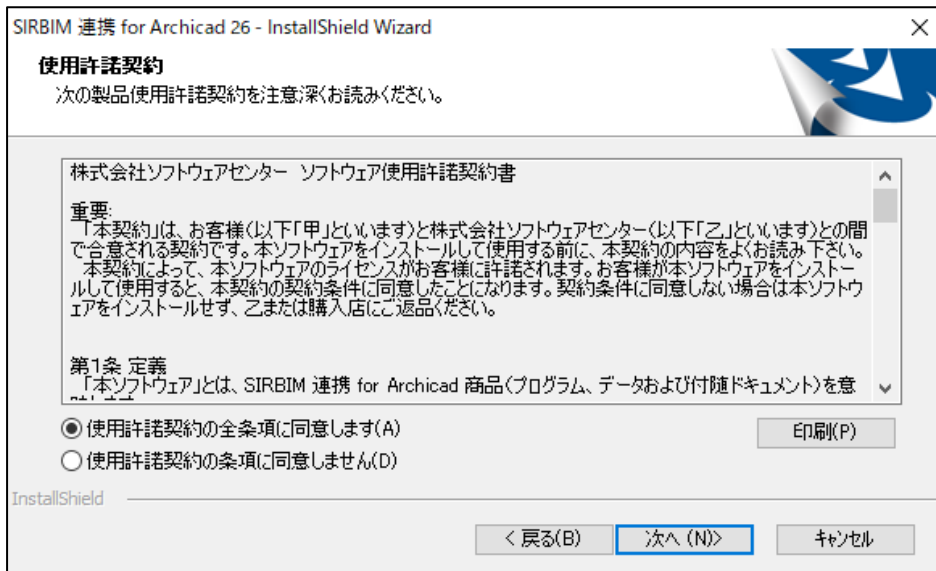 SIRBIM 連携 for Archicad 26 - InstallShield Wizard
使用許諾契約
次の製品使用許諾契約を注意深くお読みください。
株式会社ソフトウェアセンター ソフトウェア使用許諾契約書
重要:
「本契約」は、お客様(以下「甲」といいます)と株式会社ソフトウェアセンター(以下「乙」といいます)との間
で合意される契約です。本ソフトウェアをインストールして使用する前に、本契約の内容をよくお読み下さい。
本契約によって、本ソフトウェアのライセンスがお客様に許諾されます。お客様が本ソフトウェアをインストー
ルして使用すると、本契約の契約条件に同意したことになります。契約条件に同意しない場合は本ソフトウ
ェアをインストールせず、乙または購入店にご返品ください。
第1条 定義
「本ソフトウェア」とは、SIRBIM 連携 for Archicad 商品(プログラム、データおよび付随ドキュメント)を意
使用許諾契約の全条項に同意します(A)
印刷(P)
使用許諾契約の条項に同意しません(D)
InstallShield
< 戻る(B)
次へ (N)>
キャンセル